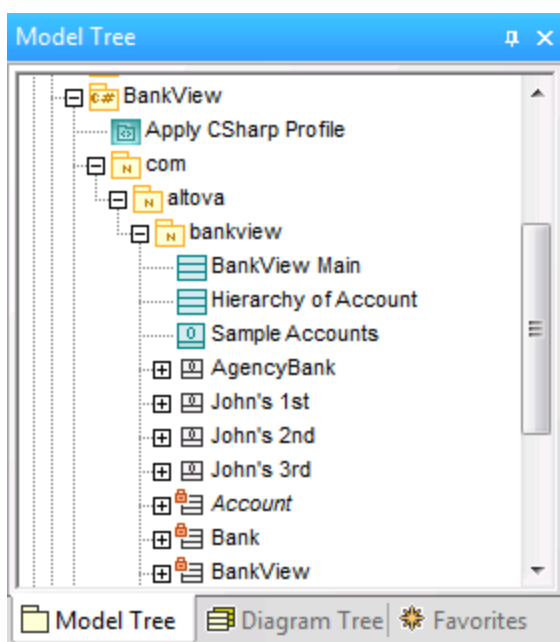 Model Tree
C# BankView
Apply CSharp Profile
N com
N altova
N bankview
BankView Main
Hierarchy of Account
Sample Accounts
AgencyBank
John's 1st
John's 2nd
John's 3rd
Account
Bank
BankView
Model Tree Diagram Tree Favorites